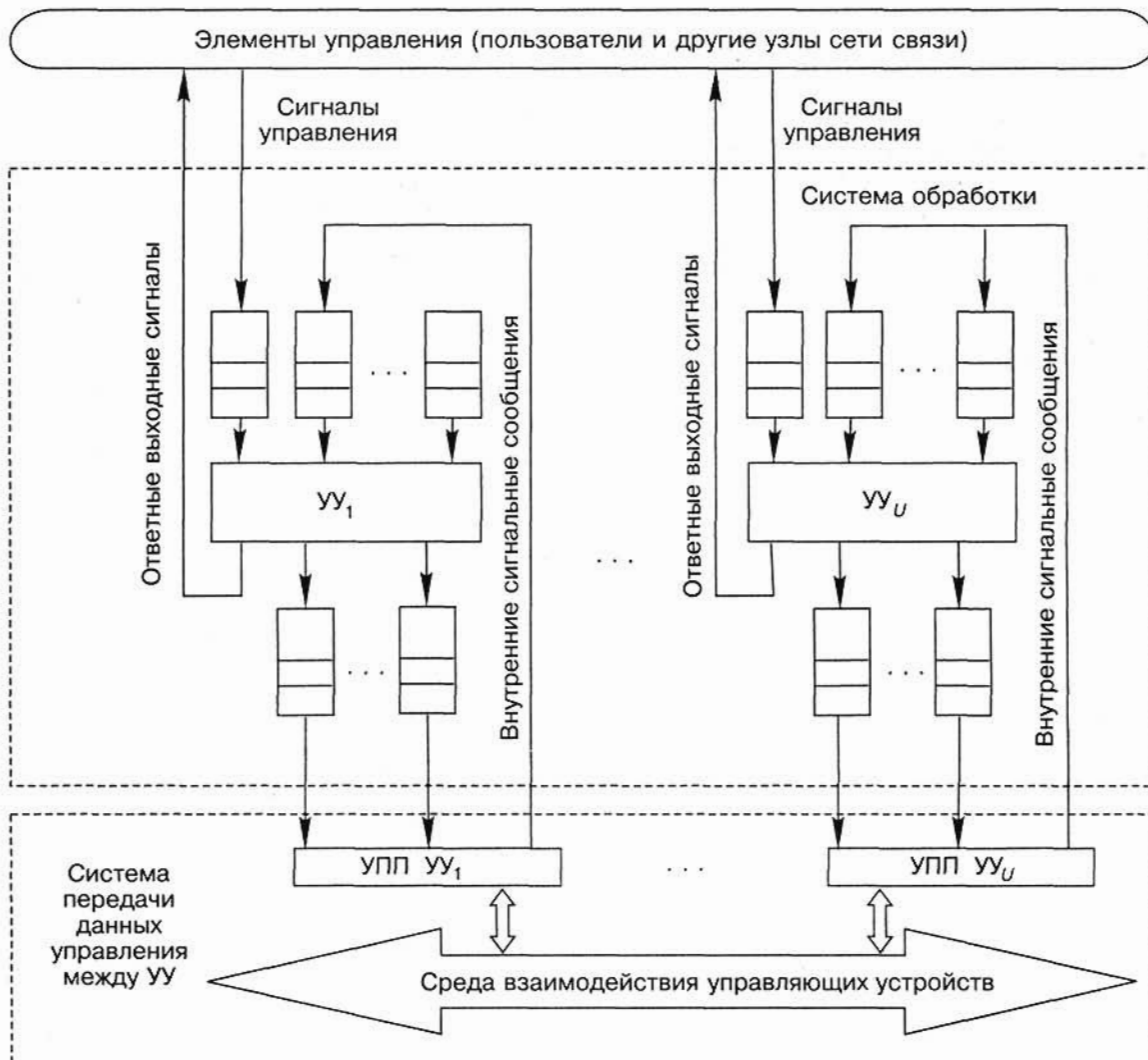 Элементы управления (пользователи и другие узлы сети связи)
Сигналы
управления
Сигналы
управления
Система обработки
Ответные выходные сигналы
Внутренние сигнальные сообщения
Ответные выходные сигналы
Внутренние сигнальные сообщения
. . .
. . .
УУ₁
УУ_U
. . .
. . .
. . .
УПП УУ₁
. . .
УПП УУ_U
Система
передачи
данных
управления
между УУ
Среда взаимодействия управляющих устройств